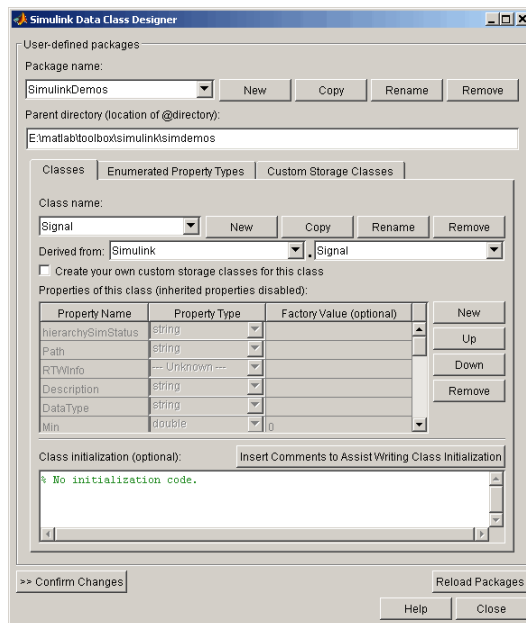 Simulink Data Class Designer
User-defined packages
Package name:
SimulinkDemos New Copy Rename Remove
Parent directory (location of @directory):
E:\matlab\toolbox\simulink\simdemos
Classes Enumerated Property Types Custom Storage Classes
Class name:
Signal New Copy Rename Remove
Derived from: Simulink . Signal
Create your own custom storage classes for this class
Properties of this class (inherited properties disabled):
Property Name Property Type Factory Value (optional) New
hierarchySimStatus string
Path string Up
RTWInfo --- Unknown --- Down
Description string Remove
DataType string
Min double 0
Class initialization (optional): Insert Comments to Assist Writing Class Initialization
% No initialization code.
>> Confirm Changes Reload Packages
Help Close